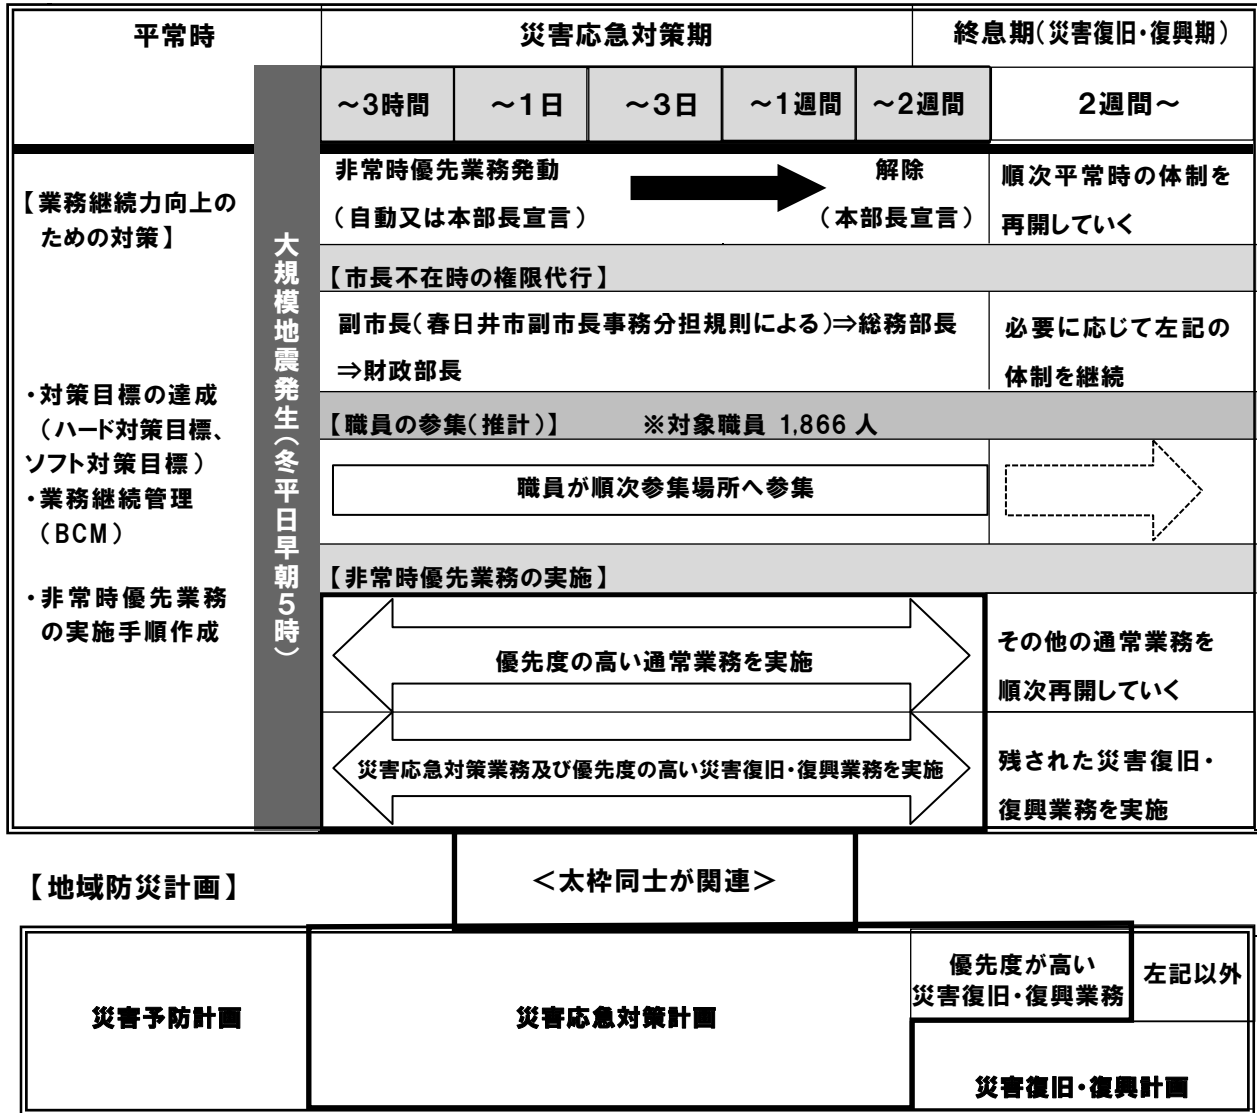 平常時
災害応急対策期
終息期(災害復旧・復興期)
～3時間
～1日
～3日
～1週間
～2週間
2週間～
【業務継続力向上の
ための対策】
・対策目標の達成
(ハード対策目標、
ソフト対策目標)
・業務継続管理
(BCM)
・非常時優先業務
の実施手順作成
大規模地震発生(冬平日早朝5時)
非常時優先業務発動
(自動又は本部長宣言)
解除
(本部長宣言)
順次平常時の体制を
再開していく
【市長不在時の権限代行】
副市長(春日井市副市長事務分担規則による)⇒総務部長
⇒財政部長
必要に応じて左記の
体制を継続
【職員の参集(推計)】 ※対象職員 1,866 人
職員が順次参集場所へ参集
【非常時優先業務の実施】
優先度の高い通常業務を実施
その他の通常業務を
順次再開していく
災害応急対策業務及び優先度の高い災害復旧・復興業務を実施
残された災害復旧・
復興業務を実施
【地域防災計画】
＜太枠同士が関連＞
災害予防計画
災害応急対策計画
優先度が高い
災害復旧・復興業務
左記以外
災害復旧・復興計画